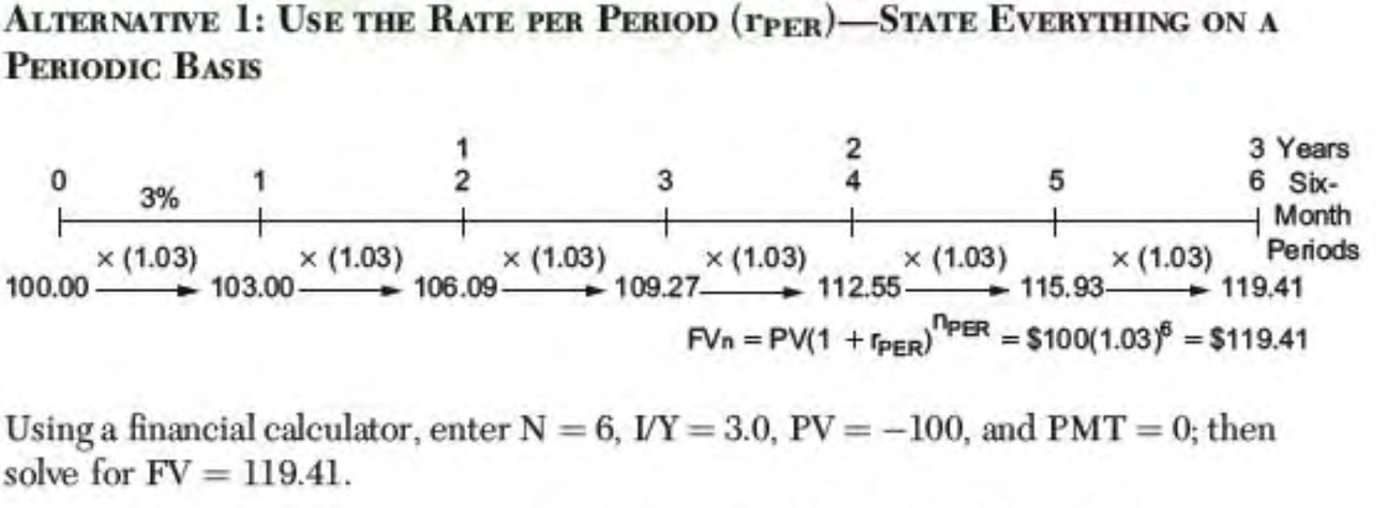 ALTERNATIVE 1: USE THE RATE PER PERIOD (rPER)—STATE EVERYTHING ON A
PERIODIC BASIS
1 2 3 Years
0 1 2 3 4 5 6 Six-
3% Month
× (1.03) × (1.03) × (1.03) × (1.03) × (1.03) × (1.03) Periods
100.00 103.00 106.09 109.27 112.55 115.93 119.41
FVn = PV(1 + rPER)^nPER = $100(1.03)^6 = $119.41
Using a financial calculator, enter N = 6, I/Y = 3.0, PV = −100, and PMT = 0; then
solve for FV = 119.41.